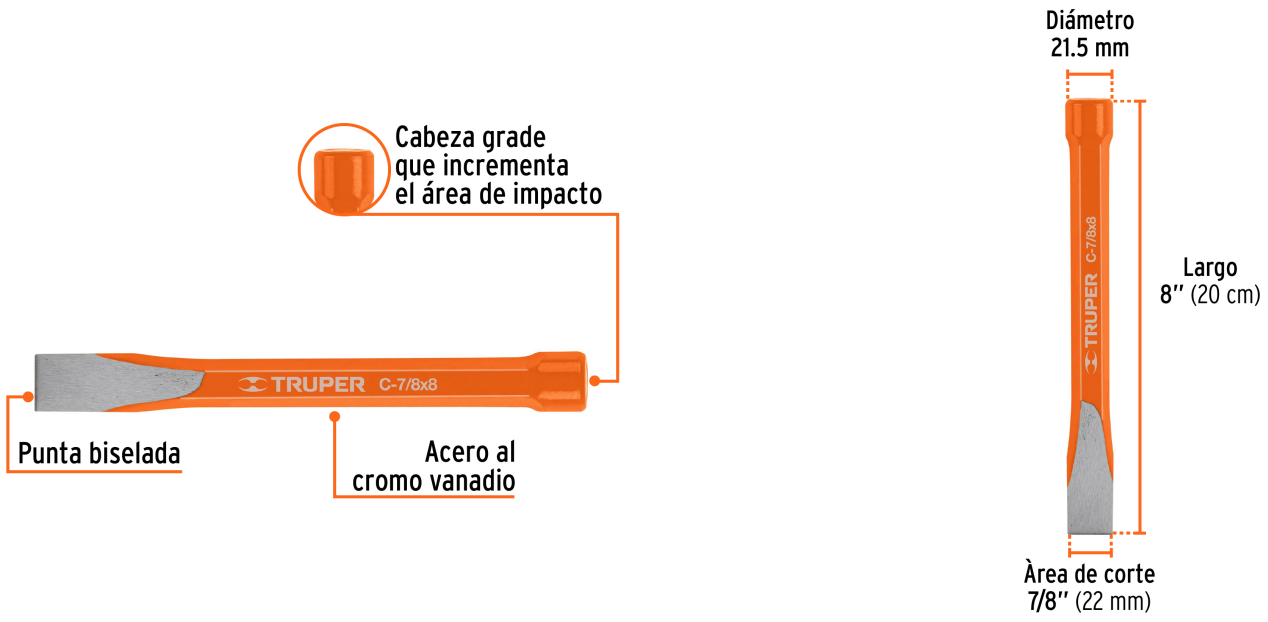 Cabeza grade
que incrementa
el área de impacto
TRUPER C-7/8x8
Punta biselada
Acero al
cromo vanadio
Diámetro
21.5 mm
TRUPER C-7/8x8
Largo
8’’ (20 cm)
Àrea de corte
7/8’’ (22 mm)